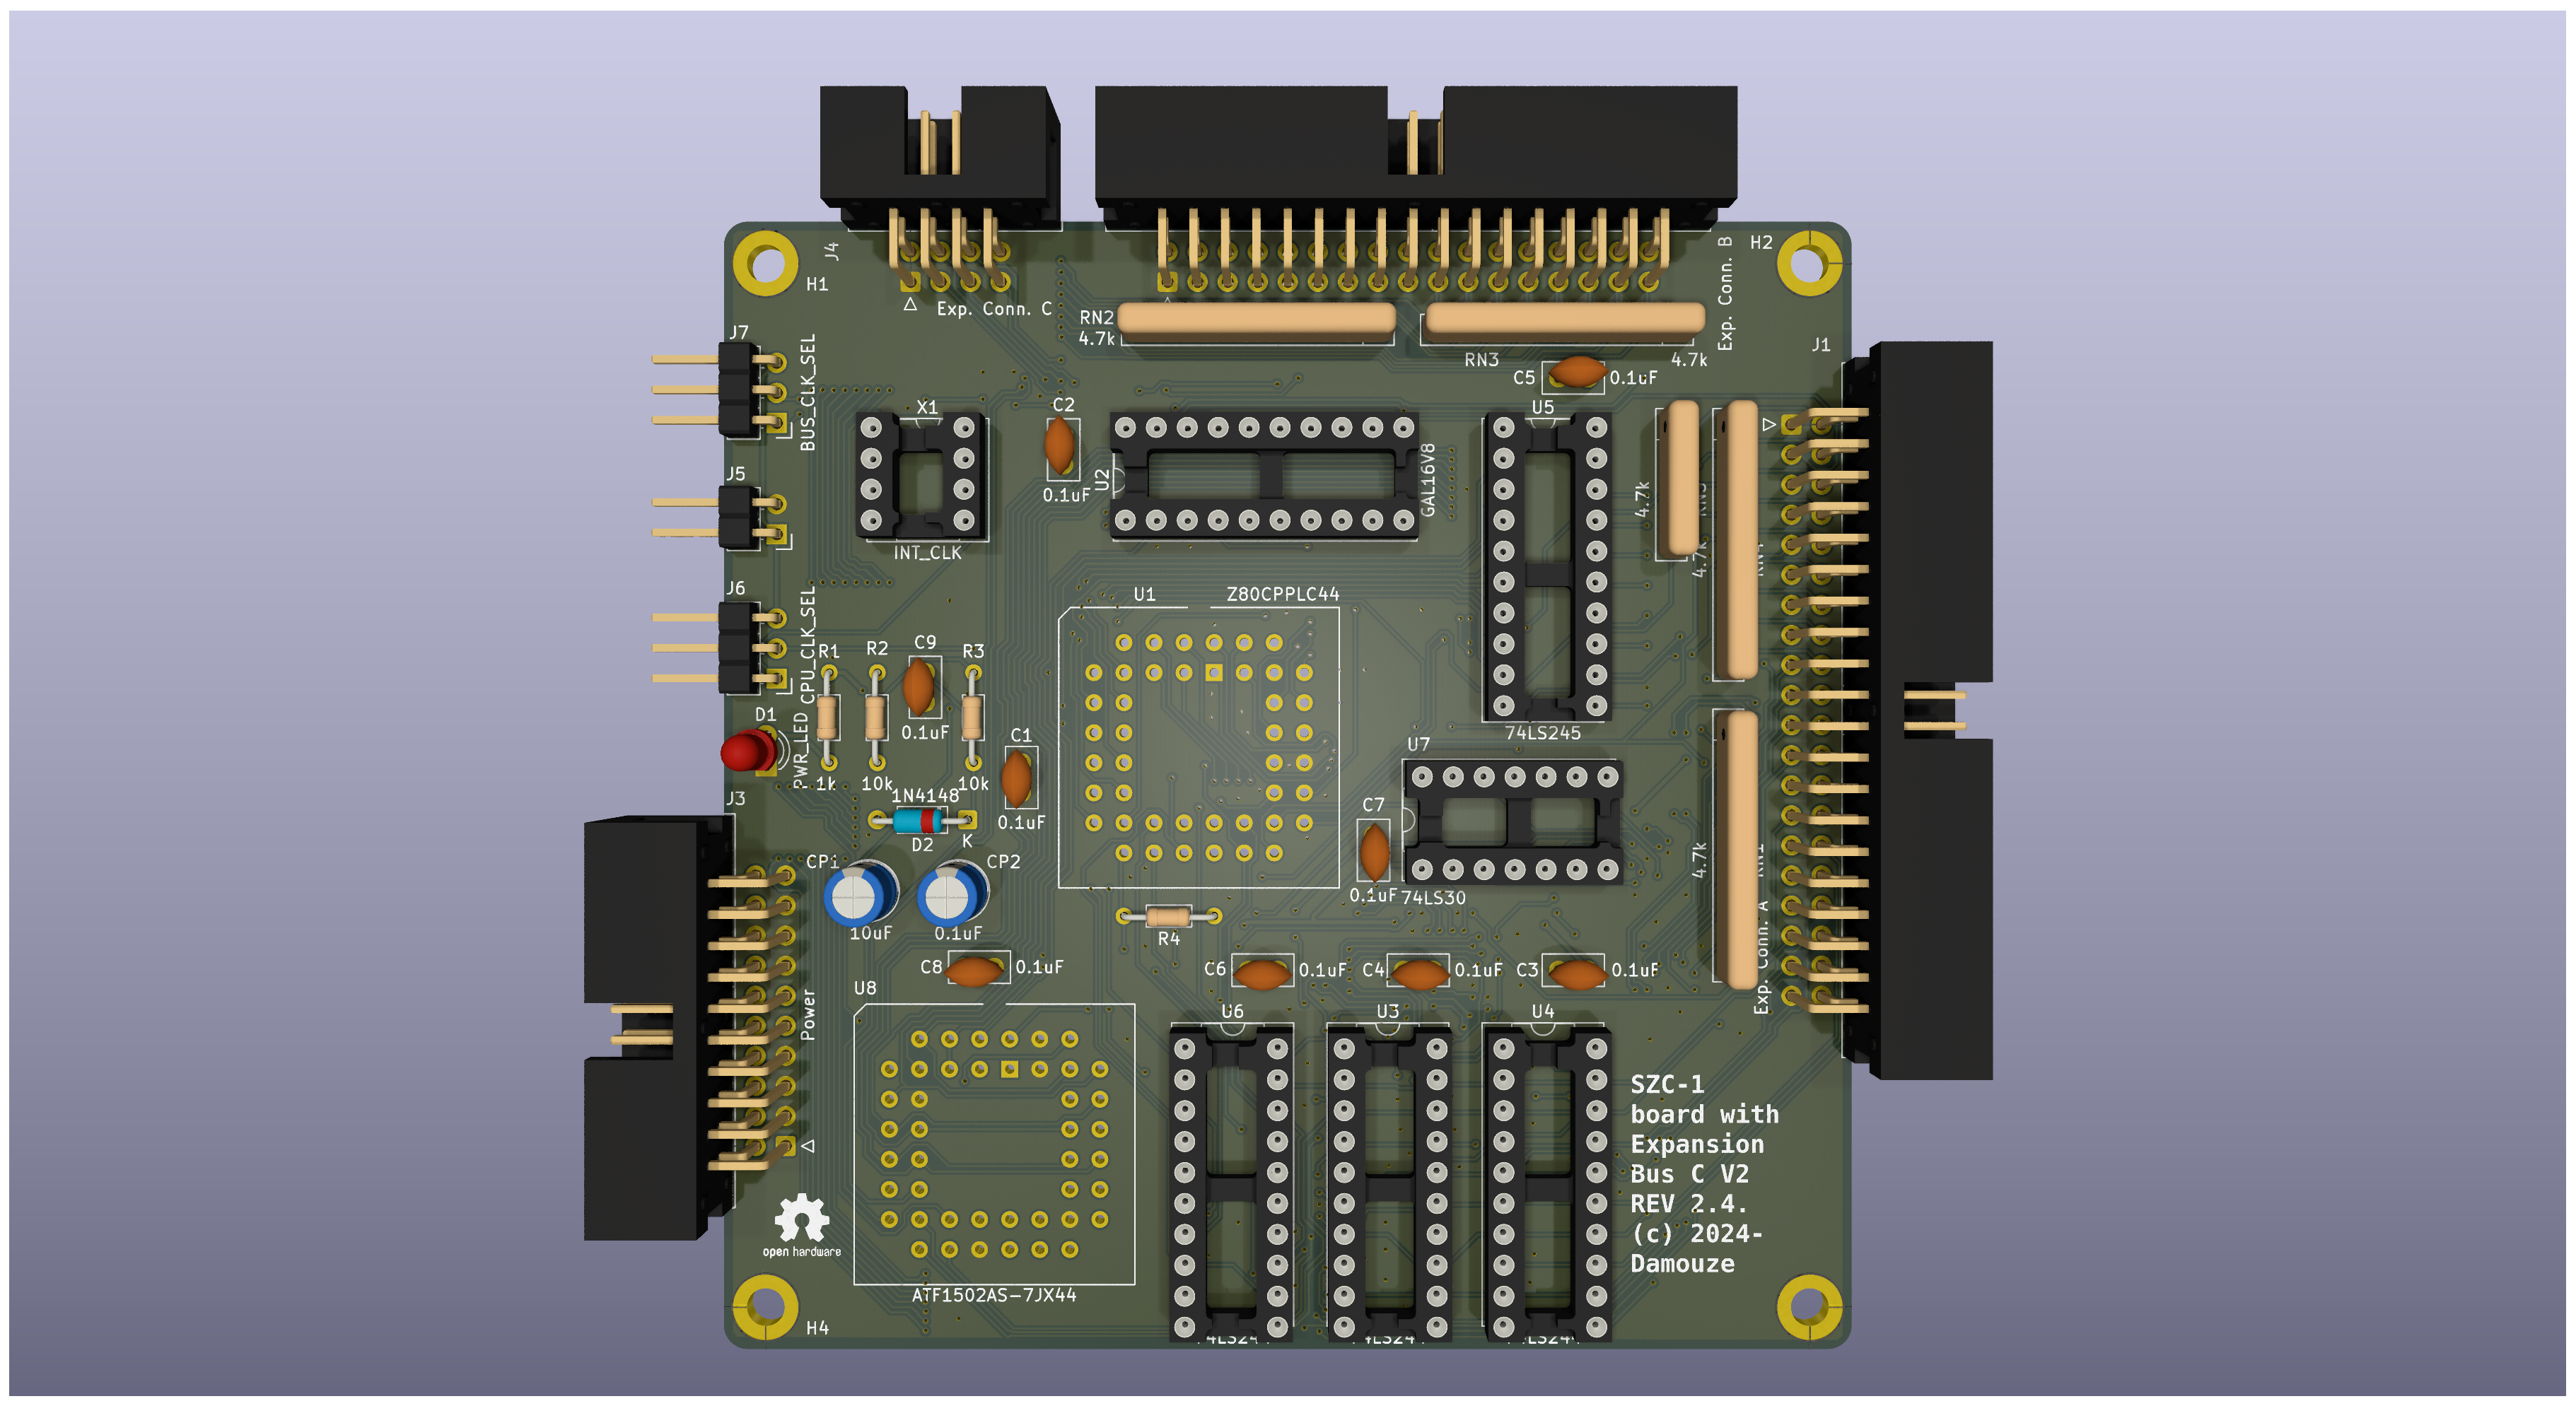 J4
H1
Exp. Conn. C
Exp. Conn. B
H2
RN2
4.7k
RN3
4.7k
J1
J7
BUS_CLK_SEL
C5
0.1uF
X1
INT_CLK
C2
0.1uF
U2
GAL16V8
U5
74LS245
4.7k
4.7k
J5
J6
CPU_CLK_SEL
U1
Z80CPPLC44
R1
1k
R2
10k
C9
0.1uF
R3
10k
D1
PWR_LED
C1
0.1uF
1N4148
D2
K
J3
CP1
10uF
CP2
0.1uF
U7
74LS30
C7
0.1uF
4.7k
Exp. Conn. A
R4
C8
0.1uF
C6
0.1uF
C4
0.1uF
C3
0.1uF
Power
U8
ATF1502AS-7JX44
U6
U3
U4
SZC-1
board with
Expansion
Bus C V2
REV 2.4.
(c) 2024-
Damouze
open hardware
H4